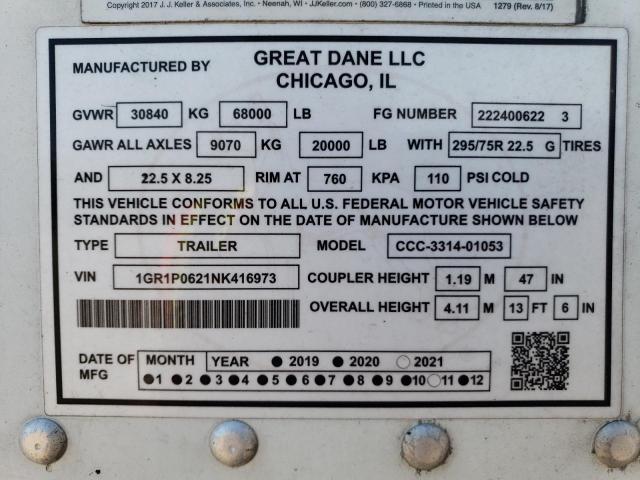 Copyright 2017 J. J. Keller & Associates, Inc. • Neenah, WI • JJKeller.com • (800) 327-6868 • Printed in the USA 1279 (Rev. 8/17)
MANUFACTURED BY GREAT DANE LLC
CHICAGO, IL
GVWR 30840 KG 68000 LB FG NUMBER 222400622 3
GAWR ALL AXLES 9070 KG 20000 LB WITH 295/75R 22.5 G TIRES
AND 22.5 X 8.25 RIM AT 760 KPA 110 PSI COLD
THIS VEHICLE CONFORMS TO ALL U.S. FEDERAL MOTOR VEHICLE SAFETY
STANDARDS IN EFFECT ON THE DATE OF MANUFACTURE SHOWN BELOW
TYPE TRAILER MODEL CCC-3314-01053
VIN 1GR1P0621NK416973 COUPLER HEIGHT 1.19 M 47 IN
OVERALL HEIGHT 4.11 M 13 FT 6 IN
DATE OF MFG MONTH YEAR 2019 2020 2021
1 2 3 4 5 6 7 8 9 10 11 12